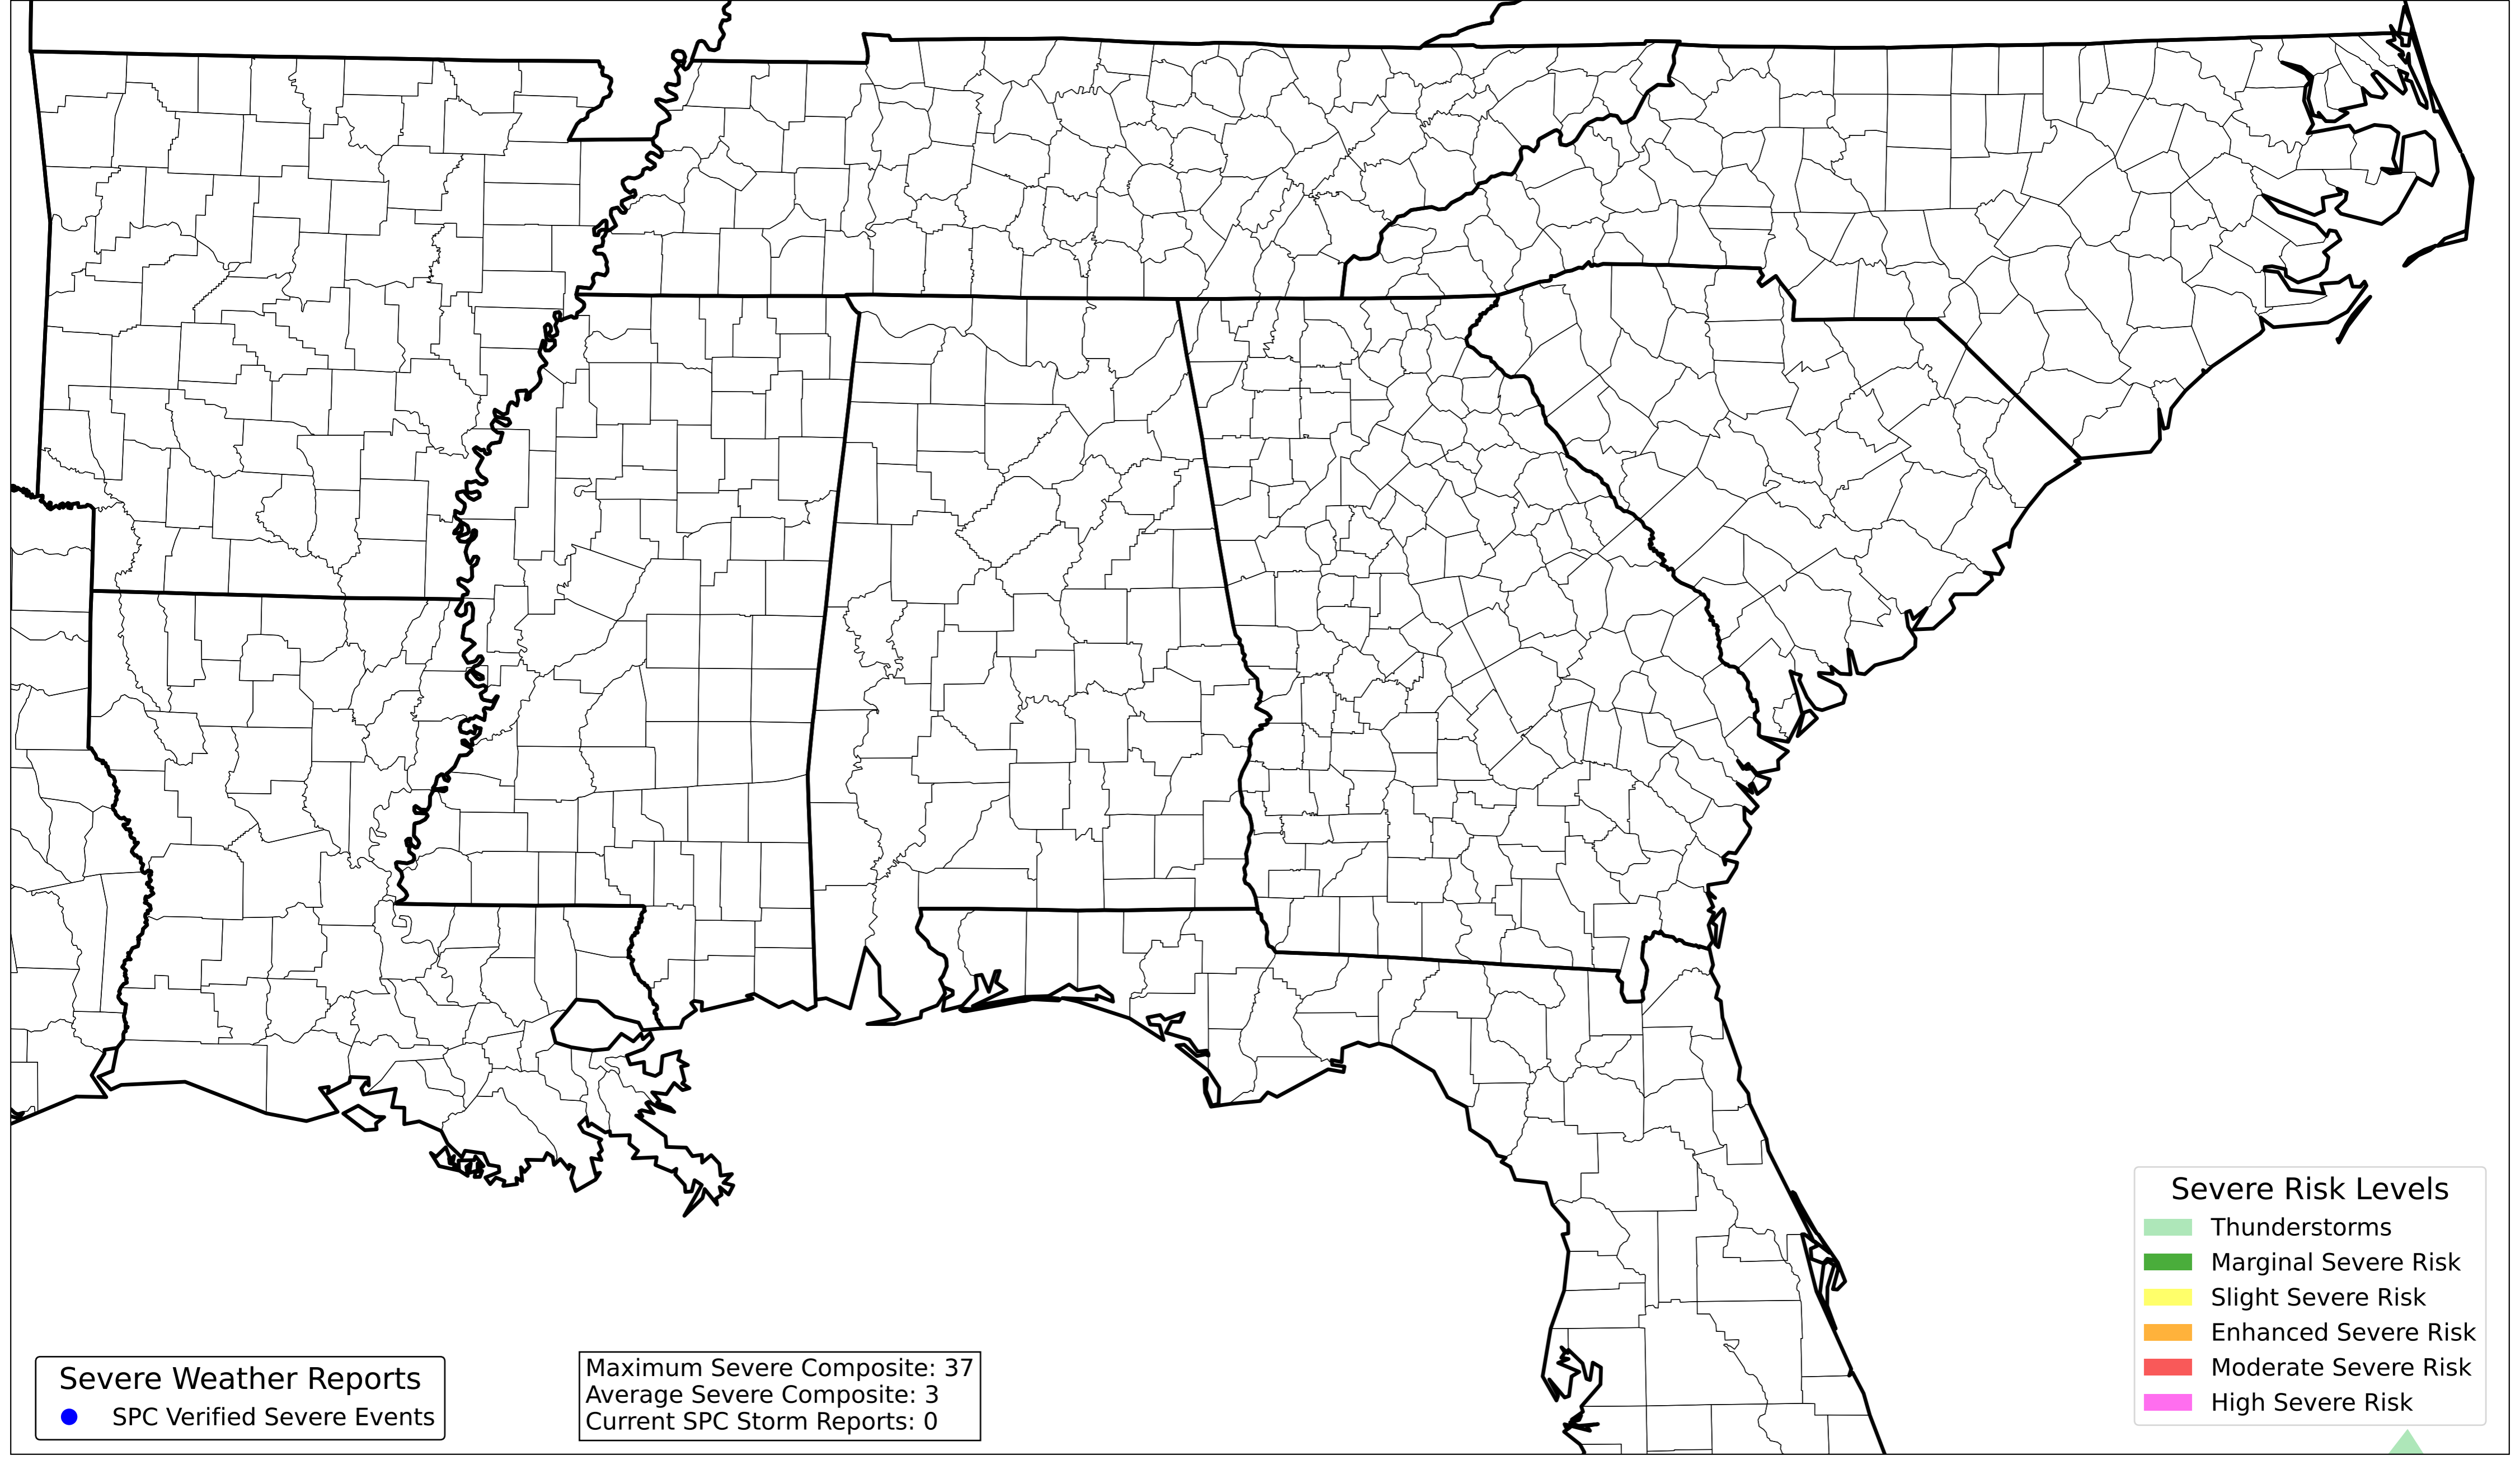 Severe Risk Levels
Thunderstorms
Marginal Severe Risk
Slight Severe Risk
Enhanced Severe Risk
Moderate Severe Risk
High Severe Risk
Severe Weather Reports
SPC Verified Severe Events
Maximum Severe Composite: 37
Average Severe Composite: 3
Current SPC Storm Reports: 0